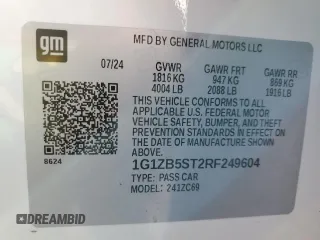 gm
MFD BY GENERAL MOTORS LLC
07/24
GVWR
1816 KG
4004 LB
GAWR FRT
947 KG
2088 LB
GAWR RR
869 KG
1916 LB
THIS VEHICLE CONFORMS TO ALL
APPLICABLE U.S. FEDERAL MOTOR
VEHICLE SAFETY, BUMPER, AND THEFT
PREVENTION STANDARDS IN EFFECT ON
THE DATE OF MANUFACTURE SHOWN ABOVE.
8624
1G1ZB5ST2RF249604
TYPE: PASS CAR
MODEL: 241ZC69
DREAMBID